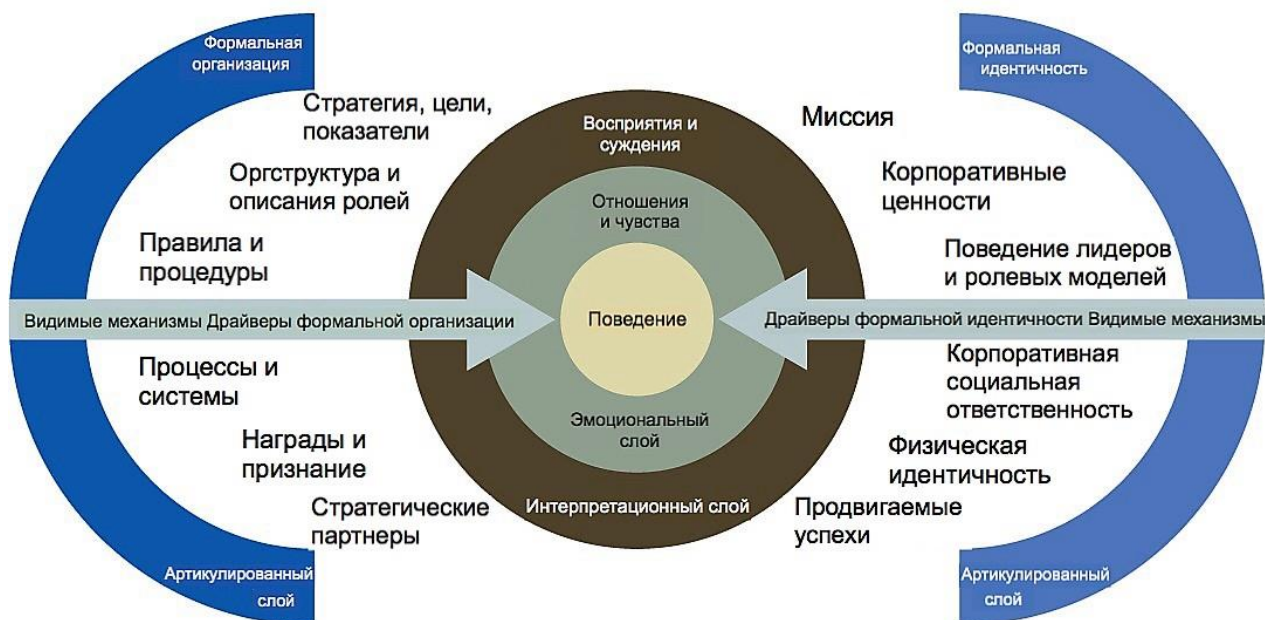 Формальная
организация
Стратегия, цели,
показатели
Оргструктура и
описания ролей
Правила и
процедуры
Видимые механизмы Драйверы формальной организации
Процессы и
системы
Награды и
признание
Стратегические
партнеры
Артикулированный
слой
Восприятия и
суждения
Отношения
и чувства
Поведение
Эмоциональный
слой
Интерпретационный слой
Формальная
идентичность
Миссия
Корпоративные
ценности
Поведение лидеров
и ролевых моделей
Драйверы формальной идентичности Видимые механизмы
Корпоративная
социальная
ответственность
Физическая
идентичность
Продвигаемые
успехи
Артикулированный
слой